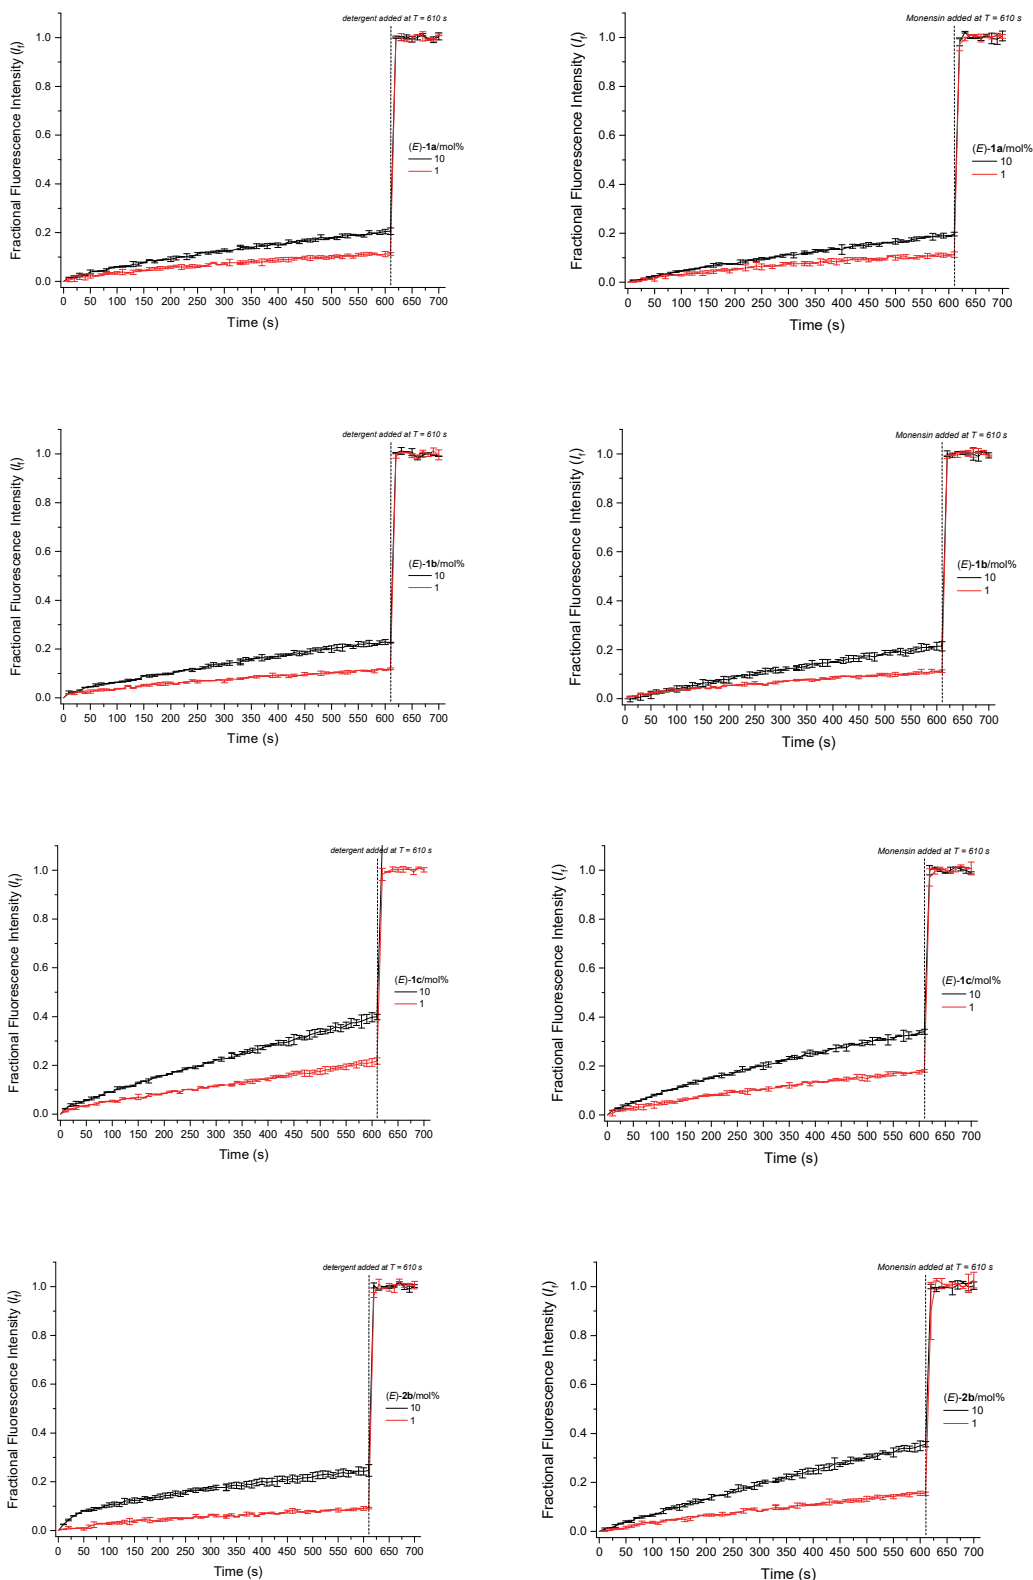 detergent added at T = 610 s
Fractional Fluorescence Intensity (If)
1.0
0.8
0.6
0.4
0.2
0.0
(E)-1a/mol%
10
1
0 50 100 150 200 250 300 350 400 450 500 550 600 650 700
Time (s)
Monensin added at T = 610 s
Fractional Fluorescence Intensity (If)
1.0
0.8
0.6
0.4
0.2
0.0
(E)-1a/mol%
10
1
0 50 100 150 200 250 300 350 400 450 500 550 600 650 700
Time (s)
detergent added at T = 610 s
Fractional Fluorescence Intensity (If)
1.0
0.8
0.6
0.4
0.2
0.0
(E)-1b/mol%
10
1
0 50 100 150 200 250 300 350 400 450 500 550 600 650 700
Time (s)
Monensin added at T = 610 s
Fractional Fluorescence Intensity (If)
1.0
0.8
0.6
0.4
0.2
0.0
(E)-1b/mol%
10
1
0 50 100 150 200 250 300 350 400 450 500 550 600 650 700
Time (s)
detergent added at T = 610 s
Fractional Fluorescence Intensity (If)
1.0
0.8
0.6
0.4
0.2
0.0
(E)-1c/mol%
10
1
0 50 100 150 200 250 300 350 400 450 500 550 600 650 700
Time (s)
Monensin added at T = 610 s
Fractional Fluorescence Intensity (If)
1.0
0.8
0.6
0.4
0.2
0.0
(E)-1c/mol%
10
1
0 50 100 150 200 250 300 350 400 450 500 550 600 650 700
Time (s)
detergent added at T = 610 s
Fractional Fluorescence Intensity (If)
1.0
0.8
0.6
0.4
0.2
0.0
(E)-2b/mol%
10
1
0 50 100 150 200 250 300 350 400 450 500 550 600 650 700
Time (s)
Monensin added at T = 610 s
Fractional Fluorescence Intensity (If)
1.0
0.8
0.6
0.4
0.2
0.0
(E)-2b/mol%
10
1
0 50 100 150 200 250 300 350 400 450 500 550 600 650 700
Time (s)